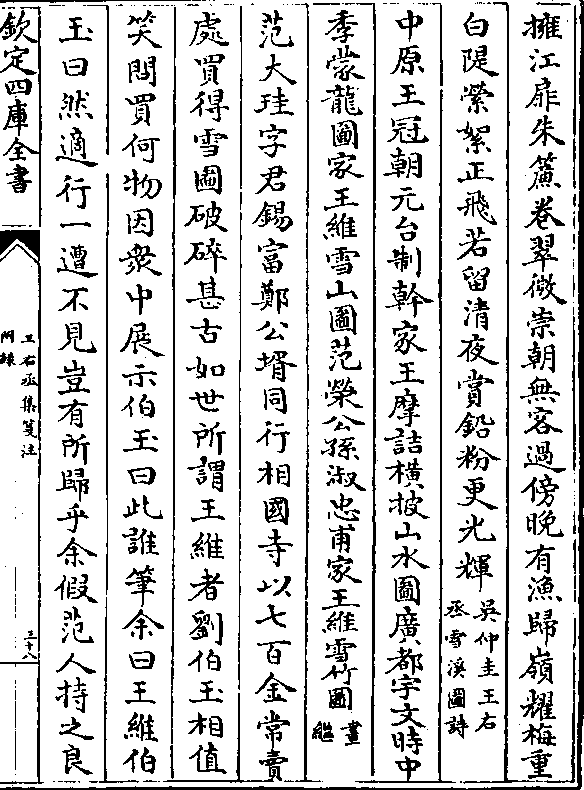 擁江扉朱簾巻翠微崇朝無客過傍晩有漁歸嶺耀梅重
白隄縈絮正飛若留清夜賞鉛粉更光輝吳仲圭王右丞雪溪圖詩
中原王冠朝元台制幹家王摩詰横披山水圖廣都宇文時中
季蒙龍圖家王維雪山圖范榮公孫淑忠甫家王維雪竹圖畫繼
范大珪字君錫富鄭公壻同行相國寺以七百金常賣
處買得雪圖破碎甚古如世所謂王維者劉伯玉相值
笑問買何物因衆中展示伯玉曰此誰筆余曰王維伯
玉曰然適行一遭不見豈有所歸乎余假范人持之良
欽定四庫全書
王右丞集箋注
附錄
三十八